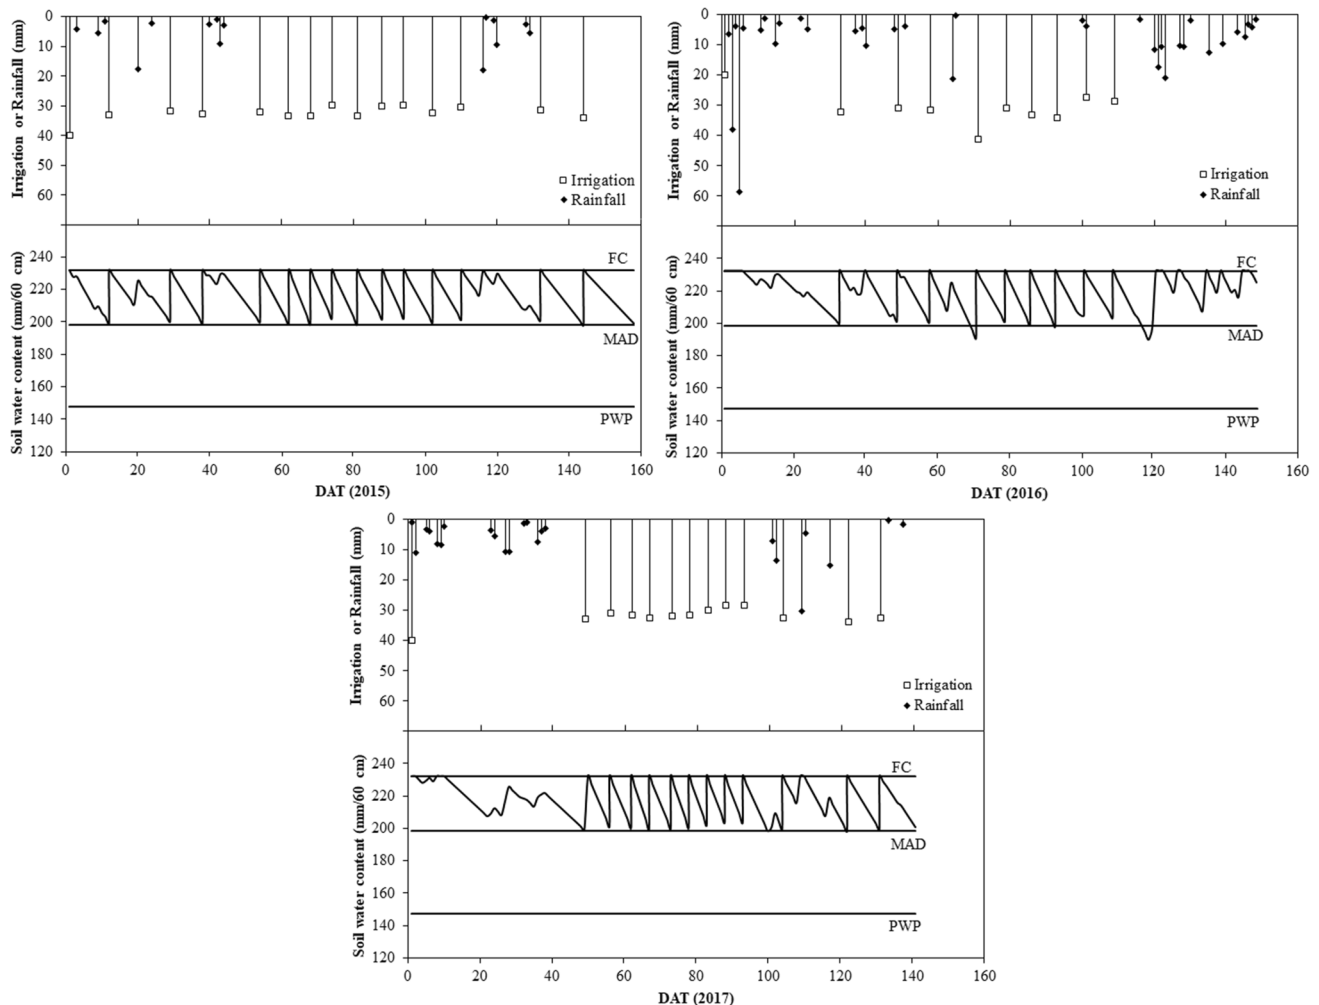 Irrigation or Rainfall (mm)
0
10
20
30
40
50
60
Irrigation
Rainfall
Soil water content (mm/60 cm)
240
220
200
180
160
140
120
FC
MAD
PWP
0 20 40 60 80 100 120 140 160
DAT (2015)
Irrigation or Rainfall (mm)
0
10
20
30
40
50
60
Irrigation
Rainfall
Soil water content (mm/60 cm)
240
220
200
180
160
140
120
FC
MAD
PWP
0 20 40 60 80 100 120 140 160
DAT (2016)
Irrigation or Rainfall (mm)
0
10
20
30
40
50
60
Irrigation
Rainfall
Soil water content (mm/60 cm)
240
220
200
180
160
140
120
FC
MAD
PWP
0 20 40 60 80 100 120 140 160
DAT (2017)